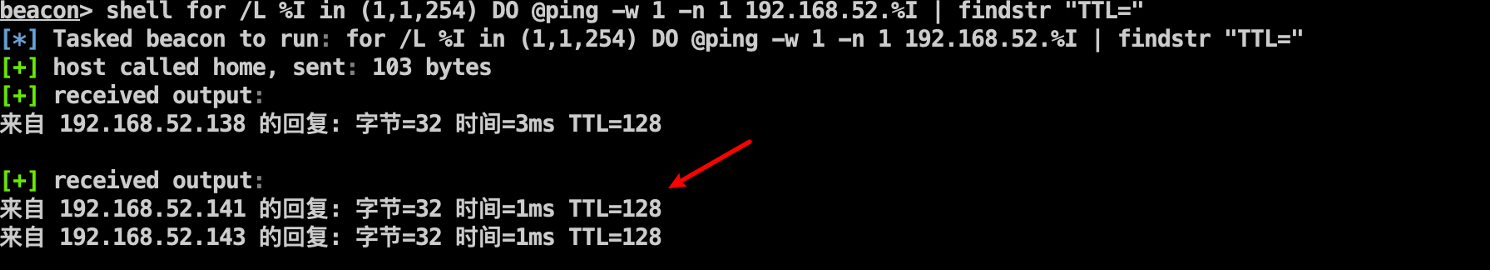 beacon> shell for /L %I in (1,1,254) DO @ping -w 1 -n 1 192.168.52.%I | findstr "TTL="
[*] Tasked beacon to run: for /L %I in (1,1,254) DO @ping -w 1 -n 1 192.168.52.%I | findstr "TTL="
[+] host called home, sent: 103 bytes
[+] received output:
来自 192.168.52.138 的回复: 字节=32 时间=3ms TTL=128
[+] received output:
来自 192.168.52.141 的回复: 字节=32 时间=1ms TTL=128
来自 192.168.52.143 的回复: 字节=32 时间=1ms TTL=128